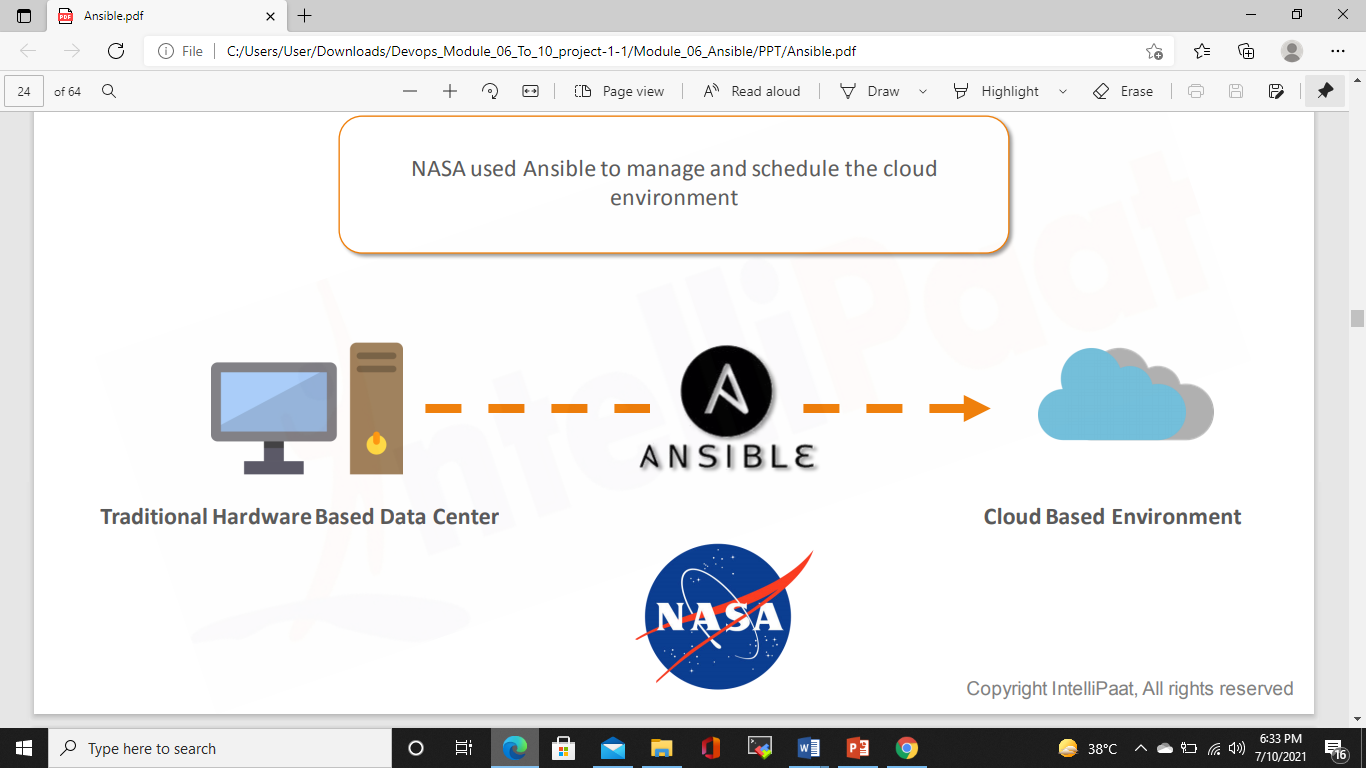 Ansible.pdf
File
C:/Users/User/Downloads/Devops_Module_06_To_10_project-1-1/Module_06_Ansible/PPT/Ansible.pdf
24 of 64
Page view
Read aloud
Draw
Highlight
Erase
NASA used Ansible to manage and schedule the cloud
environment
IntelliPaat
ANSIBLE
Traditional Hardware Based Data Center
Cloud Based Environment
NASA
Copyright IntelliPaat, All rights reserved
Type here to search
38°C
6:33 PM
7/10/2021
16